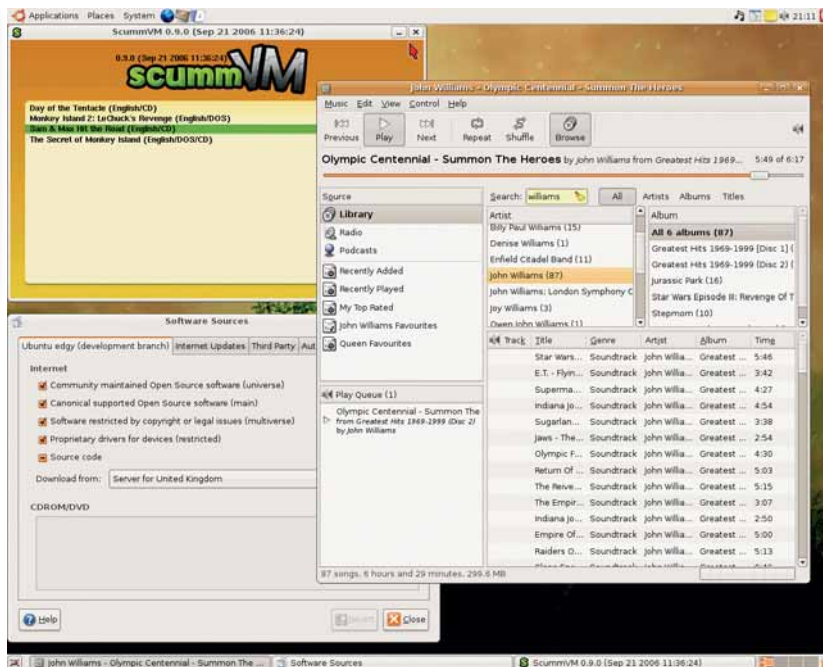 Applications Places System 21:11
ScummVM 0.9.0 (Sep 21 2006 11:36:24)
0.9.0 (Sep 21 2006 11:36:24)
scummVM
Day of the Tentacle (English/CD)
Monkey Island 2: LeChuck's Revenge (English/DOS)
Sam & Max Hit the Road (English/CD)
The Secret of Monkey Island (English/DOS/CD)
John Williams - Olympic Centennial - Summon The Heroes
Music Edit View Control Help
Previous Play Next Repeat Shuffle Browse
Olympic Centennial - Summon The Heroes by John Williams from Greatest Hits 1969... 5:49 of 6:17
Source
Library
Radio
Podcasts
Recently Added
Recently Played
My Top Rated
John Williams Favourites
Queen Favourites
Play Queue (1)
Olympic Centennial - Summon The
from Greatest Hits 1969-1999 (Disc 2)
by John Williams
Search: williams All Artists Albums Titles
Artist
Billy Paul Williams (15)
Denise Williams (1)
Enfield Citadel Band (11)
John Williams (87)
John Williams: London Symphony C
Joy Williams (3)
Owen John Williams (1)
Album
All 6 albums (87)
Greatest Hits 1969-1999 [Disc 1] (
Greatest Hits 1969-1999 (Disc 2) (
Jurassic Park (16)
Star Wars Episode III: Revenge Of T
Stepmom (10)
Track Title Genre Artist Album Time
Star Wars... Soundtrack John Willia... Greatest ... 5:46
E.T. - Flyin... Soundtrack John Willia... Greatest ... 3:42
Superma... Soundtrack John Willia... Greatest ... 4:27
Indiana Jo... Soundtrack John Willia... Greatest ... 4:54
Sugarlan... Soundtrack John Willia... Greatest ... 3:38
Jaws - The... Soundtrack John Willia... Greatest ... 2:54
Olympic F... Soundtrack John Willia... Greatest ... 4:30
Return Of ... Soundtrack John Willia... Greatest ... 5:03
The Reive... Soundtrack John Willia... Greatest ... 5:15
The Empir... Soundtrack John Willia... Greatest ... 3:07
Indiana Jo... Soundtrack John Willia... Greatest ... 2:50
Empire Of... Soundtrack John Willia... Greatest ... 5:00
Raiders O... Soundtrack John Willia... Greatest ... 5:13
87 songs, 6 hours and 29 minutes, 299.6 MB
Software Sources
Ubuntu edgy (development branch) Internet Updates Third Party Aut
Internet
Community maintained Open Source software (universe)
Canonical supported Open Source software (main)
Software restricted by copyright or legal issues (multiverse)
Proprietary drivers for devices (restricted)
Source code
Download from: Server for United Kingdom
CDROM/DVD
Help Revert Close
John Williams - Olympic Centennial - Summon The ... Software Sources ScummVM 0.9.0 (Sep 21 2006 11:36:24)